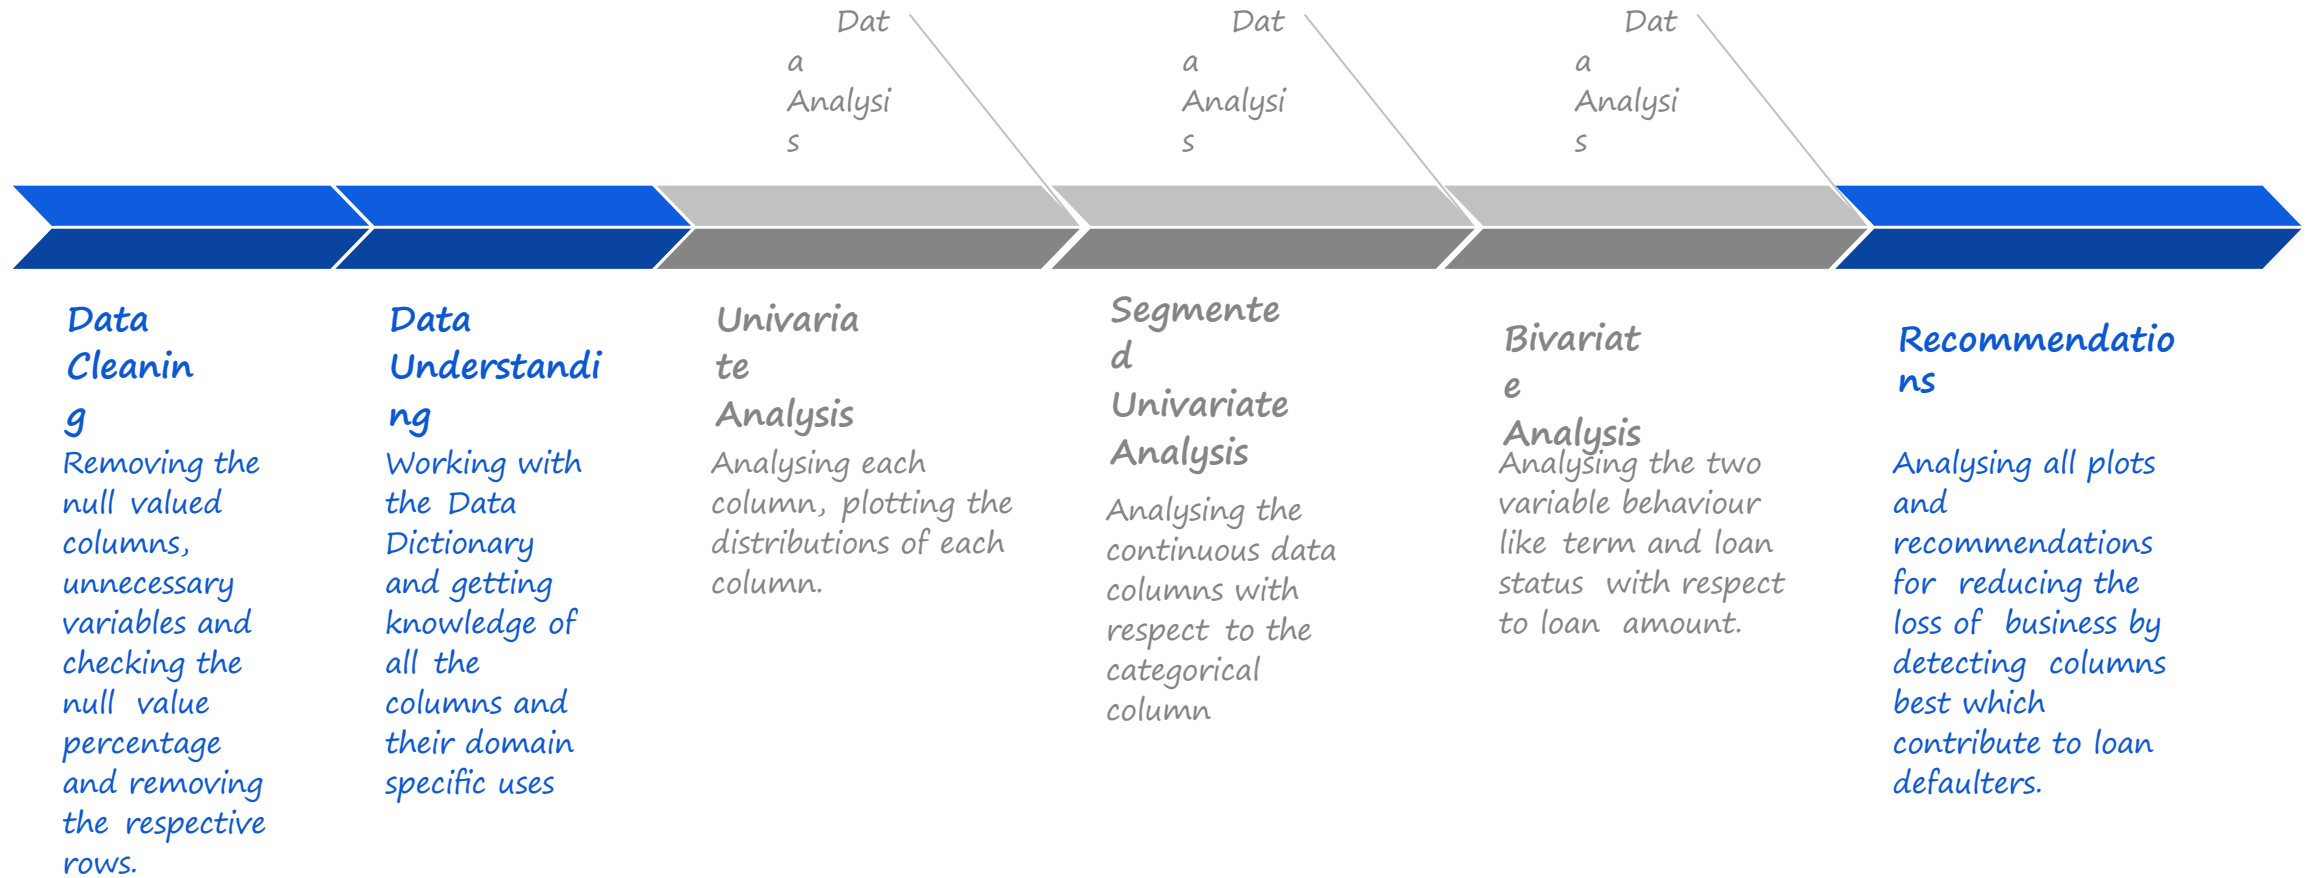 Dat
a
Analysi
s
Dat
a
Analysi
s
Dat
a
Analysi
s
Data
Cleanin
g
Removing the
null valued
columns,
unnecessary
variables and
checking the
null value
percentage
and removing
the respective
rows.
Data
Understandi
ng
Working with
the Data
Dictionary
and getting
knowledge of
all the
columns and
their domain
specific uses
Univaria
te
Analysis
Analysing each
column, plotting the
distributions of each
column.
Segmente
d
Univariate
Analysis
Analysing the
continuous data
columns with
respect to the
categorical
column
Bivariat
e
Analysis
Analysing the two
variable behaviour
like term and loan
status with respect
to loan amount.
Recommendatio
ns
Analysing all plots
and
recommendations
for reducing the
loss of business by
detecting columns
best which
contribute to loan
defaulters.